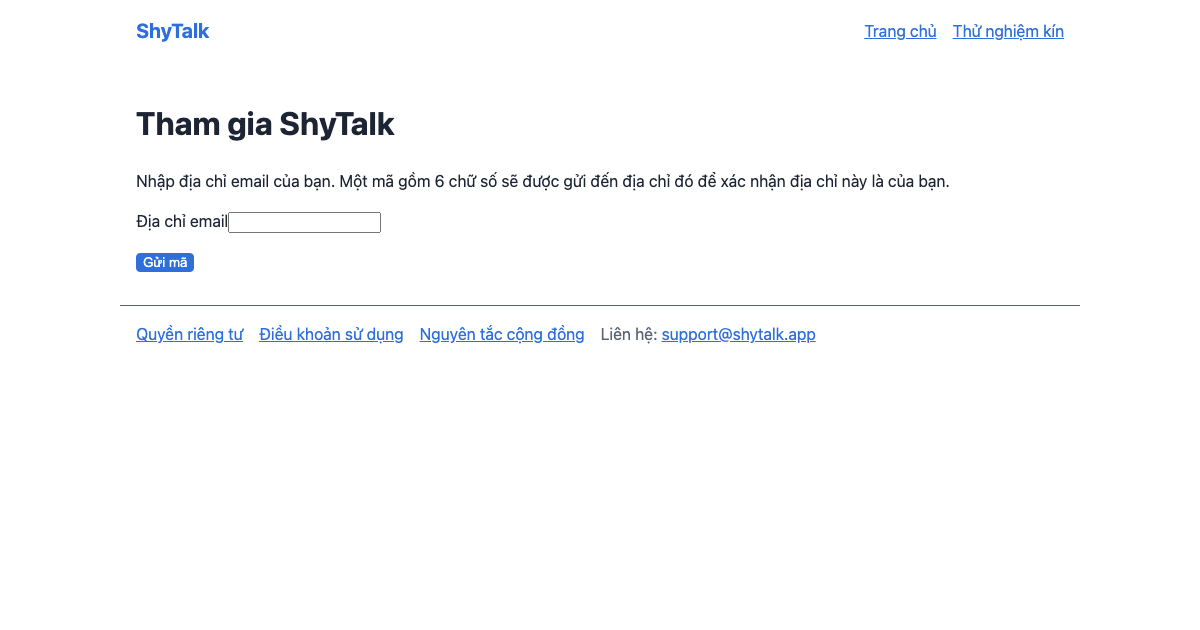 ShyTalk
Trang chủ Thử nghiệm kín
Tham gia ShyTalk
Nhập địa chỉ email của bạn. Một mã gồm 6 chữ số sẽ được gửi đến địa chỉ đó để xác nhận địa chỉ này là của bạn.
Địa chỉ email
Gửi mã
Quyền riêng tư Điều khoản sử dụng Nguyên tắc cộng đồng Liên hệ: support@shytalk.app